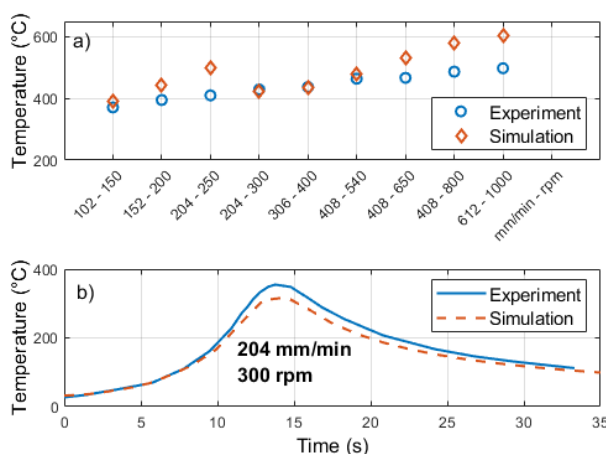 Temperature (°C)
600
400
200
a)
Experiment
Simulation
102 - 150
152 - 200
204 - 250
204 - 300
306 - 400
408 - 540
408 - 650
408 - 800
612 - 1000
mm/min - rpm
Temperature (°C)
400
200
0
b)
Experiment
Simulation
204 mm/min
300 rpm
0
5
10
15
20
25
30
35
Time (s)